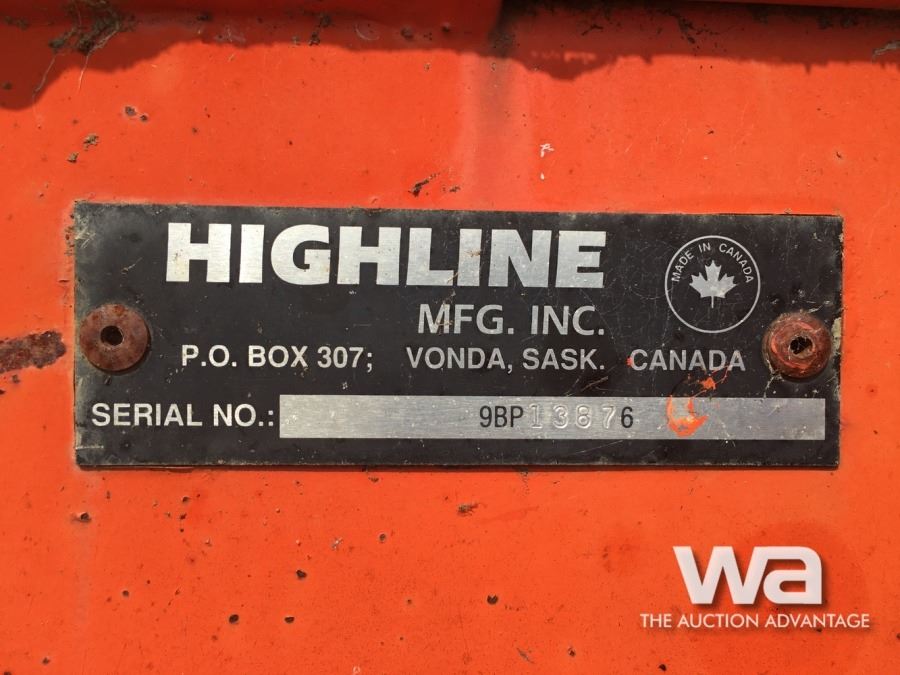 HIGHLINE
MADE IN CANADA
MFG. INC.
P.O. BOX 307; VONDA, SASK. CANADA
SERIAL NO.: 9BP13876
wa
THE AUCTION ADVANTAGE